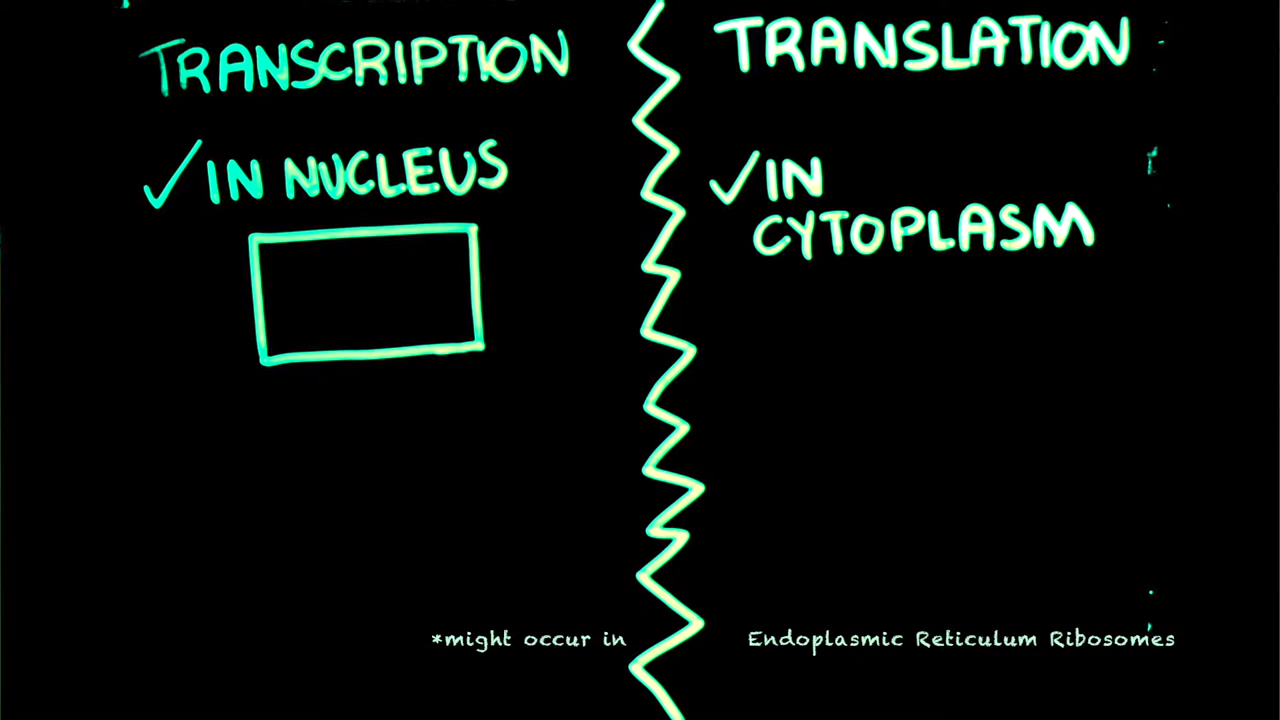 TRANSCRIPTION
✓ IN NUCLEUS
TRANSLATION
✓ IN
CYTOPLASM
*might occur in Endoplasmic Reticulum Ribosomes